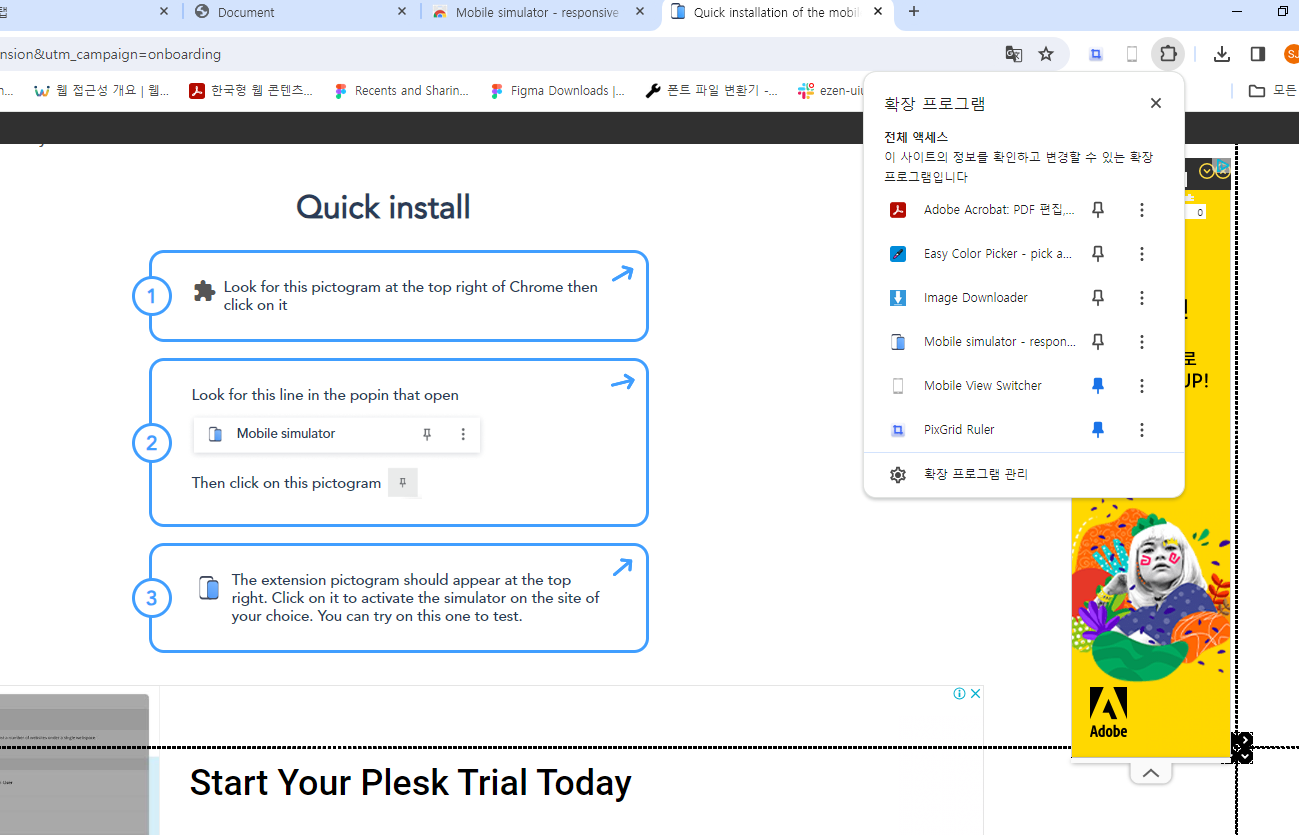 탭
Document
Mobile simulator - responsive
Quick installation of the mobil
nsion&utm_campaign=onboarding
SJ
n...
웹 접근성 개요 | 웹...
한국형 웹 콘텐츠...
Recents and Sharin...
Figma Downloads |...
폰트 파일 변환기 -...
ezen-uiu
모든
확장 프로그램
전체 액세스
이 사이트의 정보를 확인하고 변경할 수 있는 확장
프로그램입니다
Adobe Acrobat: PDF 편집,...
Easy Color Picker - pick a...
Image Downloader
Mobile simulator - respon...
Mobile View Switcher
PixGrid Ruler
확장 프로그램 관리
Quick install
1
Look for this pictogram at the top right of Chrome then
click on it
2
Look for this line in the popin that open
Mobile simulator
Then click on this pictogram
3
The extension pictogram should appear at the top
right. Click on it to activate the simulator on the site of
your choice. You can try on this one to test.
0
로
UP!
Adobe
Start Your Plesk Trial Today